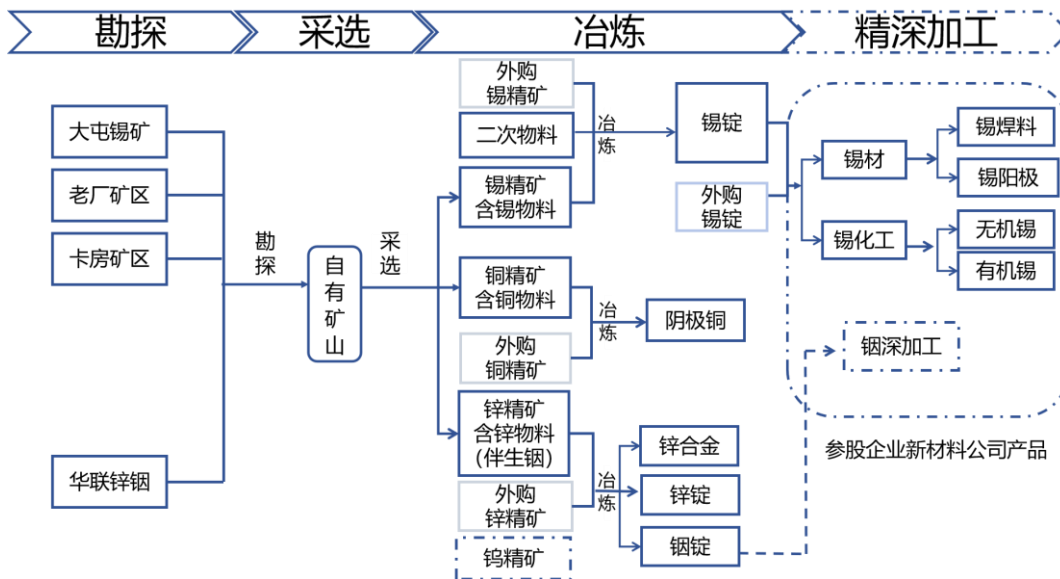 勘探
采选
冶炼
精深加工
大屯锡矿
老厂矿区
卡房矿区
华联锌铟
勘
探
自
有
矿
山
采
选
外购
锡精矿
二次物料
锡精矿
含锡物料
冶
炼
锡锭
外购
锡锭
铜精矿
含铜物料
外购
铜精矿
冶
炼
阴极铜
锌精矿
含锌物料
(伴生铟)
外购
锌精矿
钨精矿
冶
炼
锌合金
锌锭
铟锭
锡材
锡化工
锡焊料
锡阳极
无机锡
有机锡
铟深加工
参股企业新材料公司产品